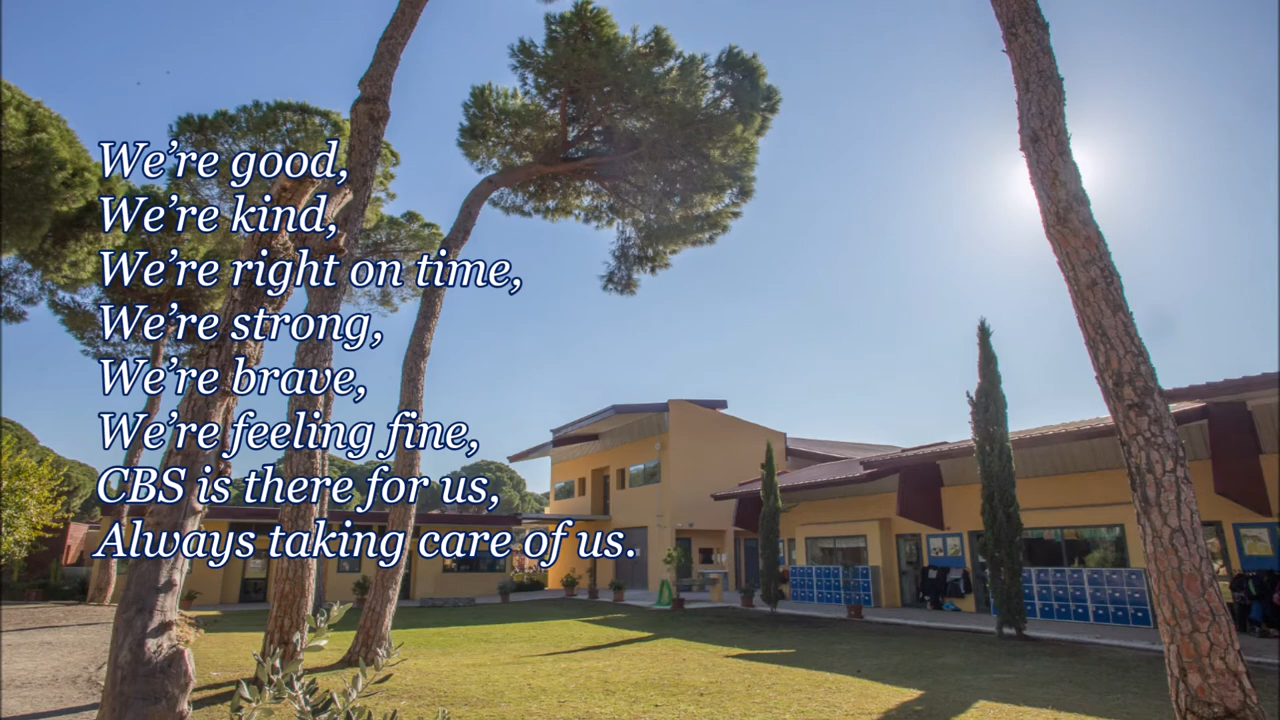 We’re good,
We’re kind,
We’re right on time,
We’re strong,
We’re brave,
We’re feeling fine,
CBS is there for us,
Always taking care of us.